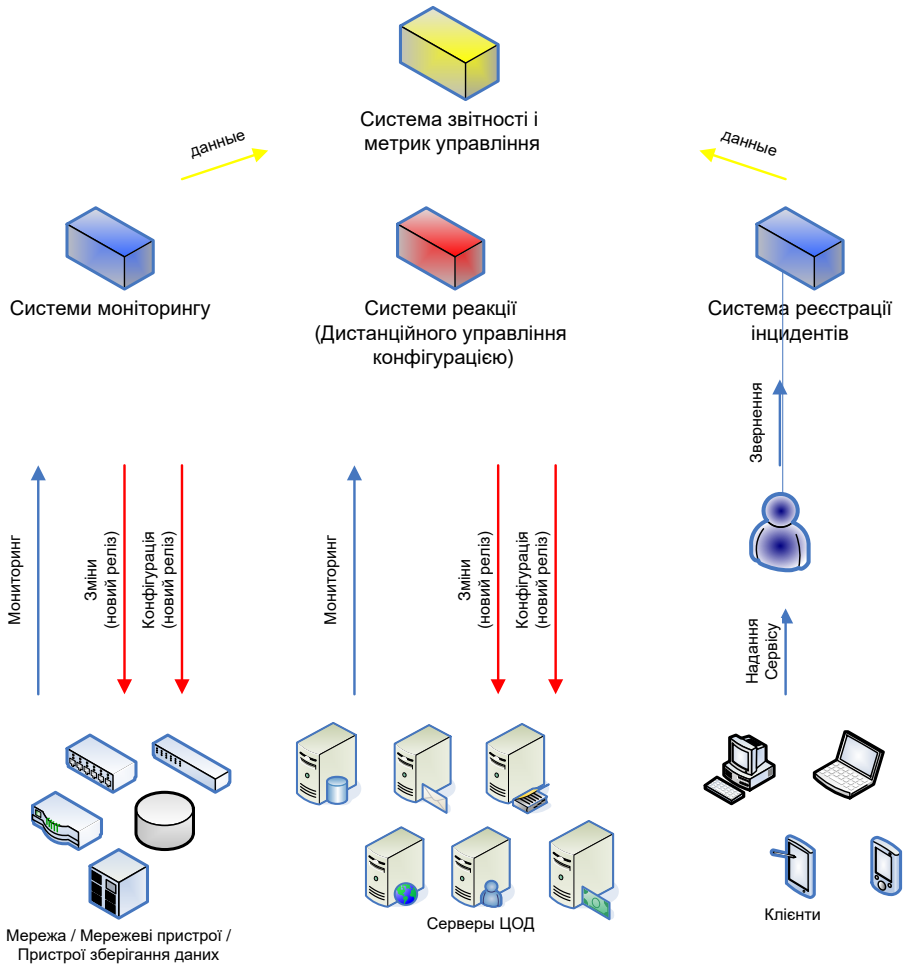 Система звітності і
метрик управління
данные
данные
Системи моніторингу
Системи реакції
(Дистанційного управління
конфігурацією)
Система реєстрації
інцидентів
Звернення
Мониторинг
Зміни
(новий реліз)
Конфігурація
(новий реліз)
Мониторинг
Зміни
(новий реліз)
Конфігурація
(новий реліз)
Надання
Сервісу
Мережа / Мережеві пристрої /
Пристрої зберігання даних
Серверы ЦОД
Клієнти